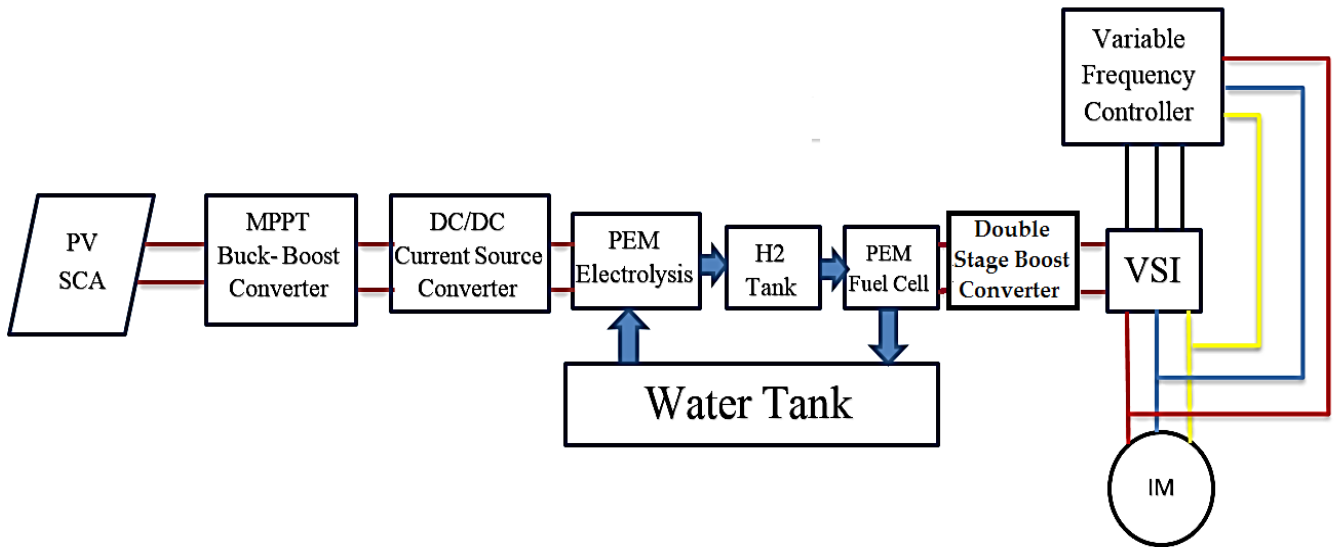 Variable
Frequency
Controller
PV
SCA
MPPT
Buck- Boost
Converter
DC/DC
Current Source
Converter
PEM
Electrolysis
H2
Tank
PEM
Fuel Cell
Double
Stage Boost
Converter
VSI
Water Tank
IM